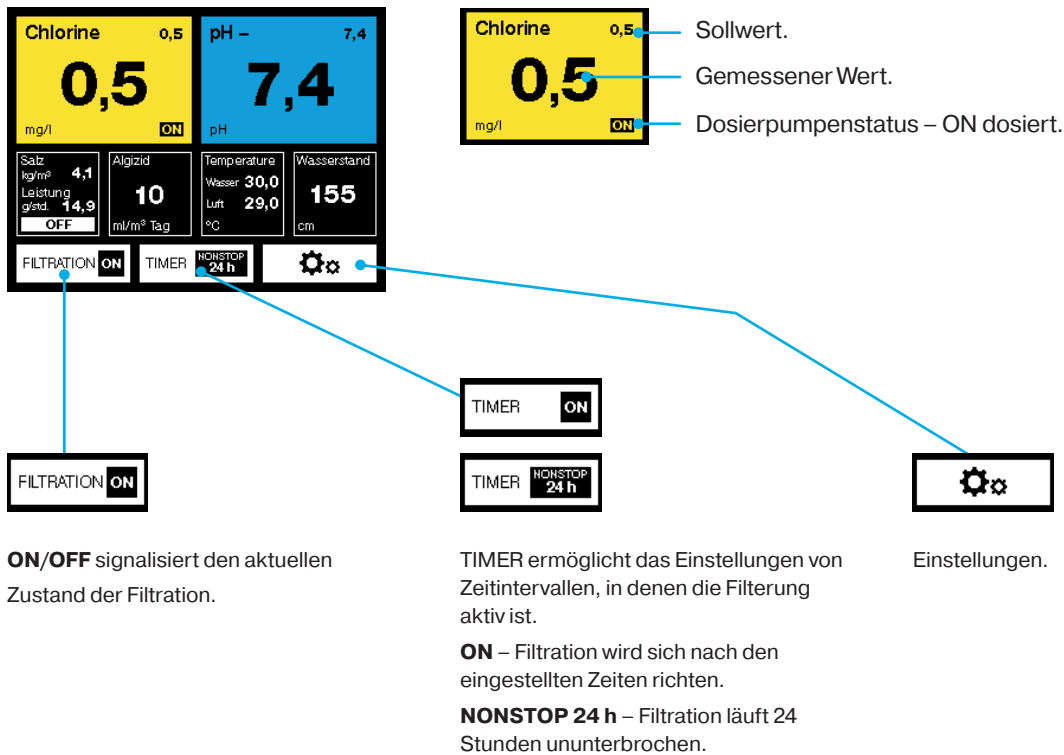 Chlorine 0,5
0,5
mg/l ON
pH – 7,4
7,4
pH
Salz
kg/m³ 4,1
Leistung
g/std. 14,9
OFF
Algizid
10
ml/m³ Tag
Temperature
Wasser 30,0
Luft 29,0
°C
Wasserstand
155
cm
FILTRATION ON
TIMER NONSTOP
24 h
Chlorine 0,5
0,5
mg/l ON
Sollwert.
Gemessener Wert.
Dosierpumpenstatus – ON dosiert.
FILTRATION ON
ON/OFF signalisiert den aktuellen
Zustand der Filtration.
TIMER ON
TIMER NONSTOP
24 h
TIMER ermöglicht das Einstellungen von
Zeitintervallen, in denen die Filterung
aktiv ist.
ON – Filtration wird sich nach den
eingestellten Zeiten richten.
NONSTOP 24 h – Filtration läuft 24
Stunden ununterbrochen.
Einstellungen.